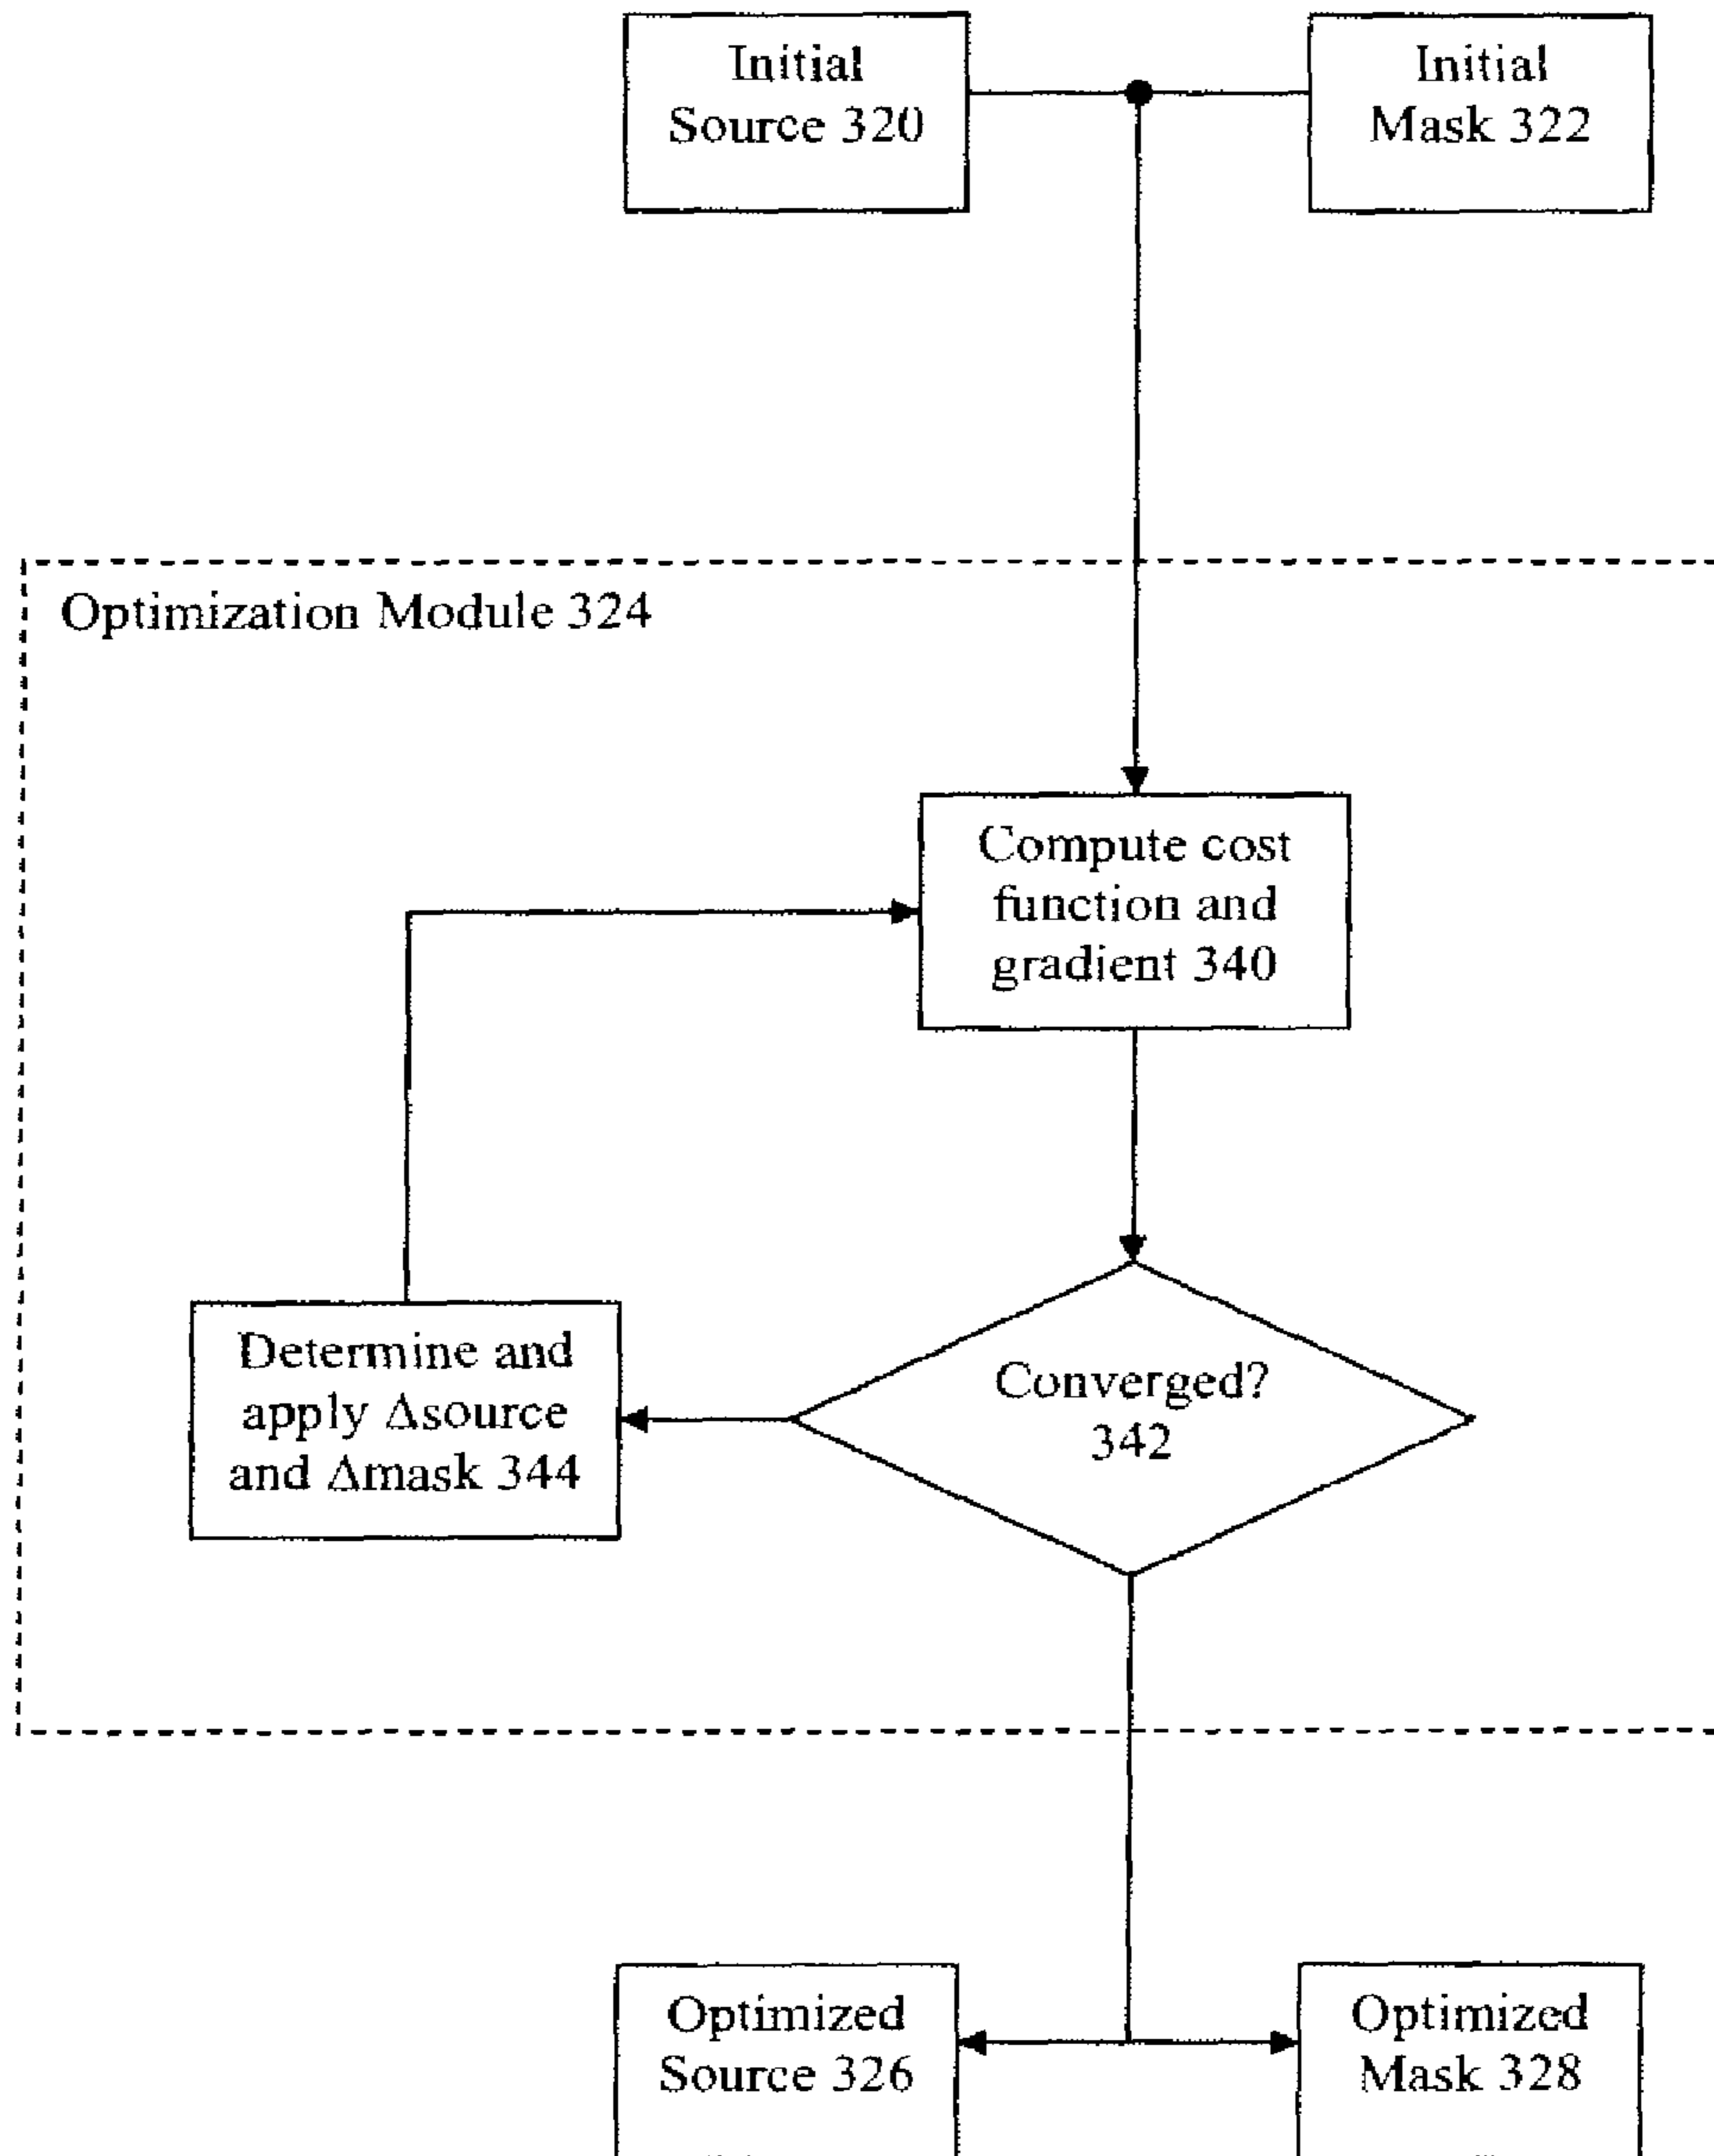 Initial
Source 320
Initial
Mask 322
Optimization Module 324
Compute cost
function and
gradient 340
Determine and
apply Δsource
and Δmask 344
Converged?
342
Optimized
Source 326
Optimized
Mask 328